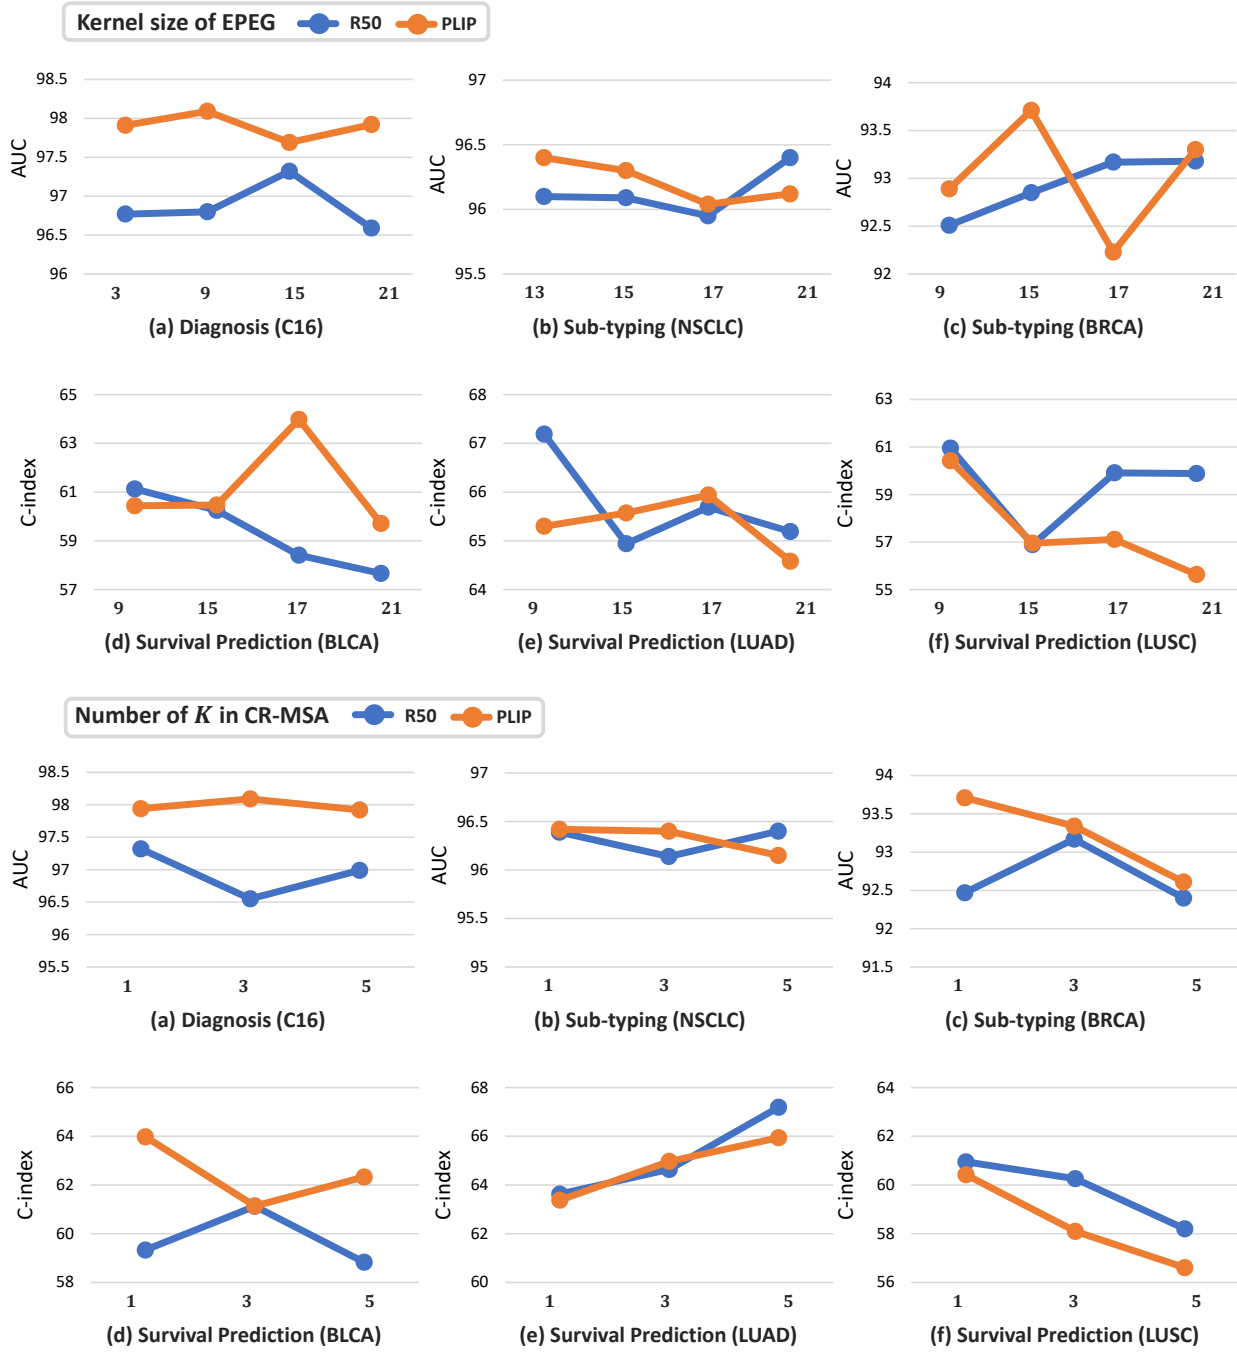 Kernel size of EPEG R50 PLIP
98.5
98
97.5
97
96.5
96
AUC
3 9 15 21
(a) Diagnosis (C16)
97
96.5
96
95.5
AUC
13 15 17 21
(b) Sub-typing (NSCLC)
94
93.5
93
92.5
92
AUC
9 15 17 21
(c) Sub-typing (BRCA)
65
63
61
59
57
C-index
9 15 17 21
(d) Survival Prediction (BLCA)
68
67
66
65
64
C-index
9 15 17 21
(e) Survival Prediction (LUAD)
63
61
59
57
55
C-index
9 15 17 21
(f) Survival Prediction (LUSC)
Number of K in CR-MSA R50 PLIP
98.5
98
97.5
97
96.5
96
95.5
AUC
1 3 5
(a) Diagnosis (C16)
97
96.5
96
95.5
95
AUC
1 3 5
(b) Sub-typing (NSCLC)
94
93.5
93
92.5
92
91.5
AUC
1 3 5
(c) Sub-typing (BRCA)
66
64
62
60
58
C-index
1 3 5
(d) Survival Prediction (BLCA)
68
66
64
62
60
C-index
1 3 5
(e) Survival Prediction (LUAD)
64
62
60
58
56
C-index
1 3 5
(f) Survival Prediction (LUSC)